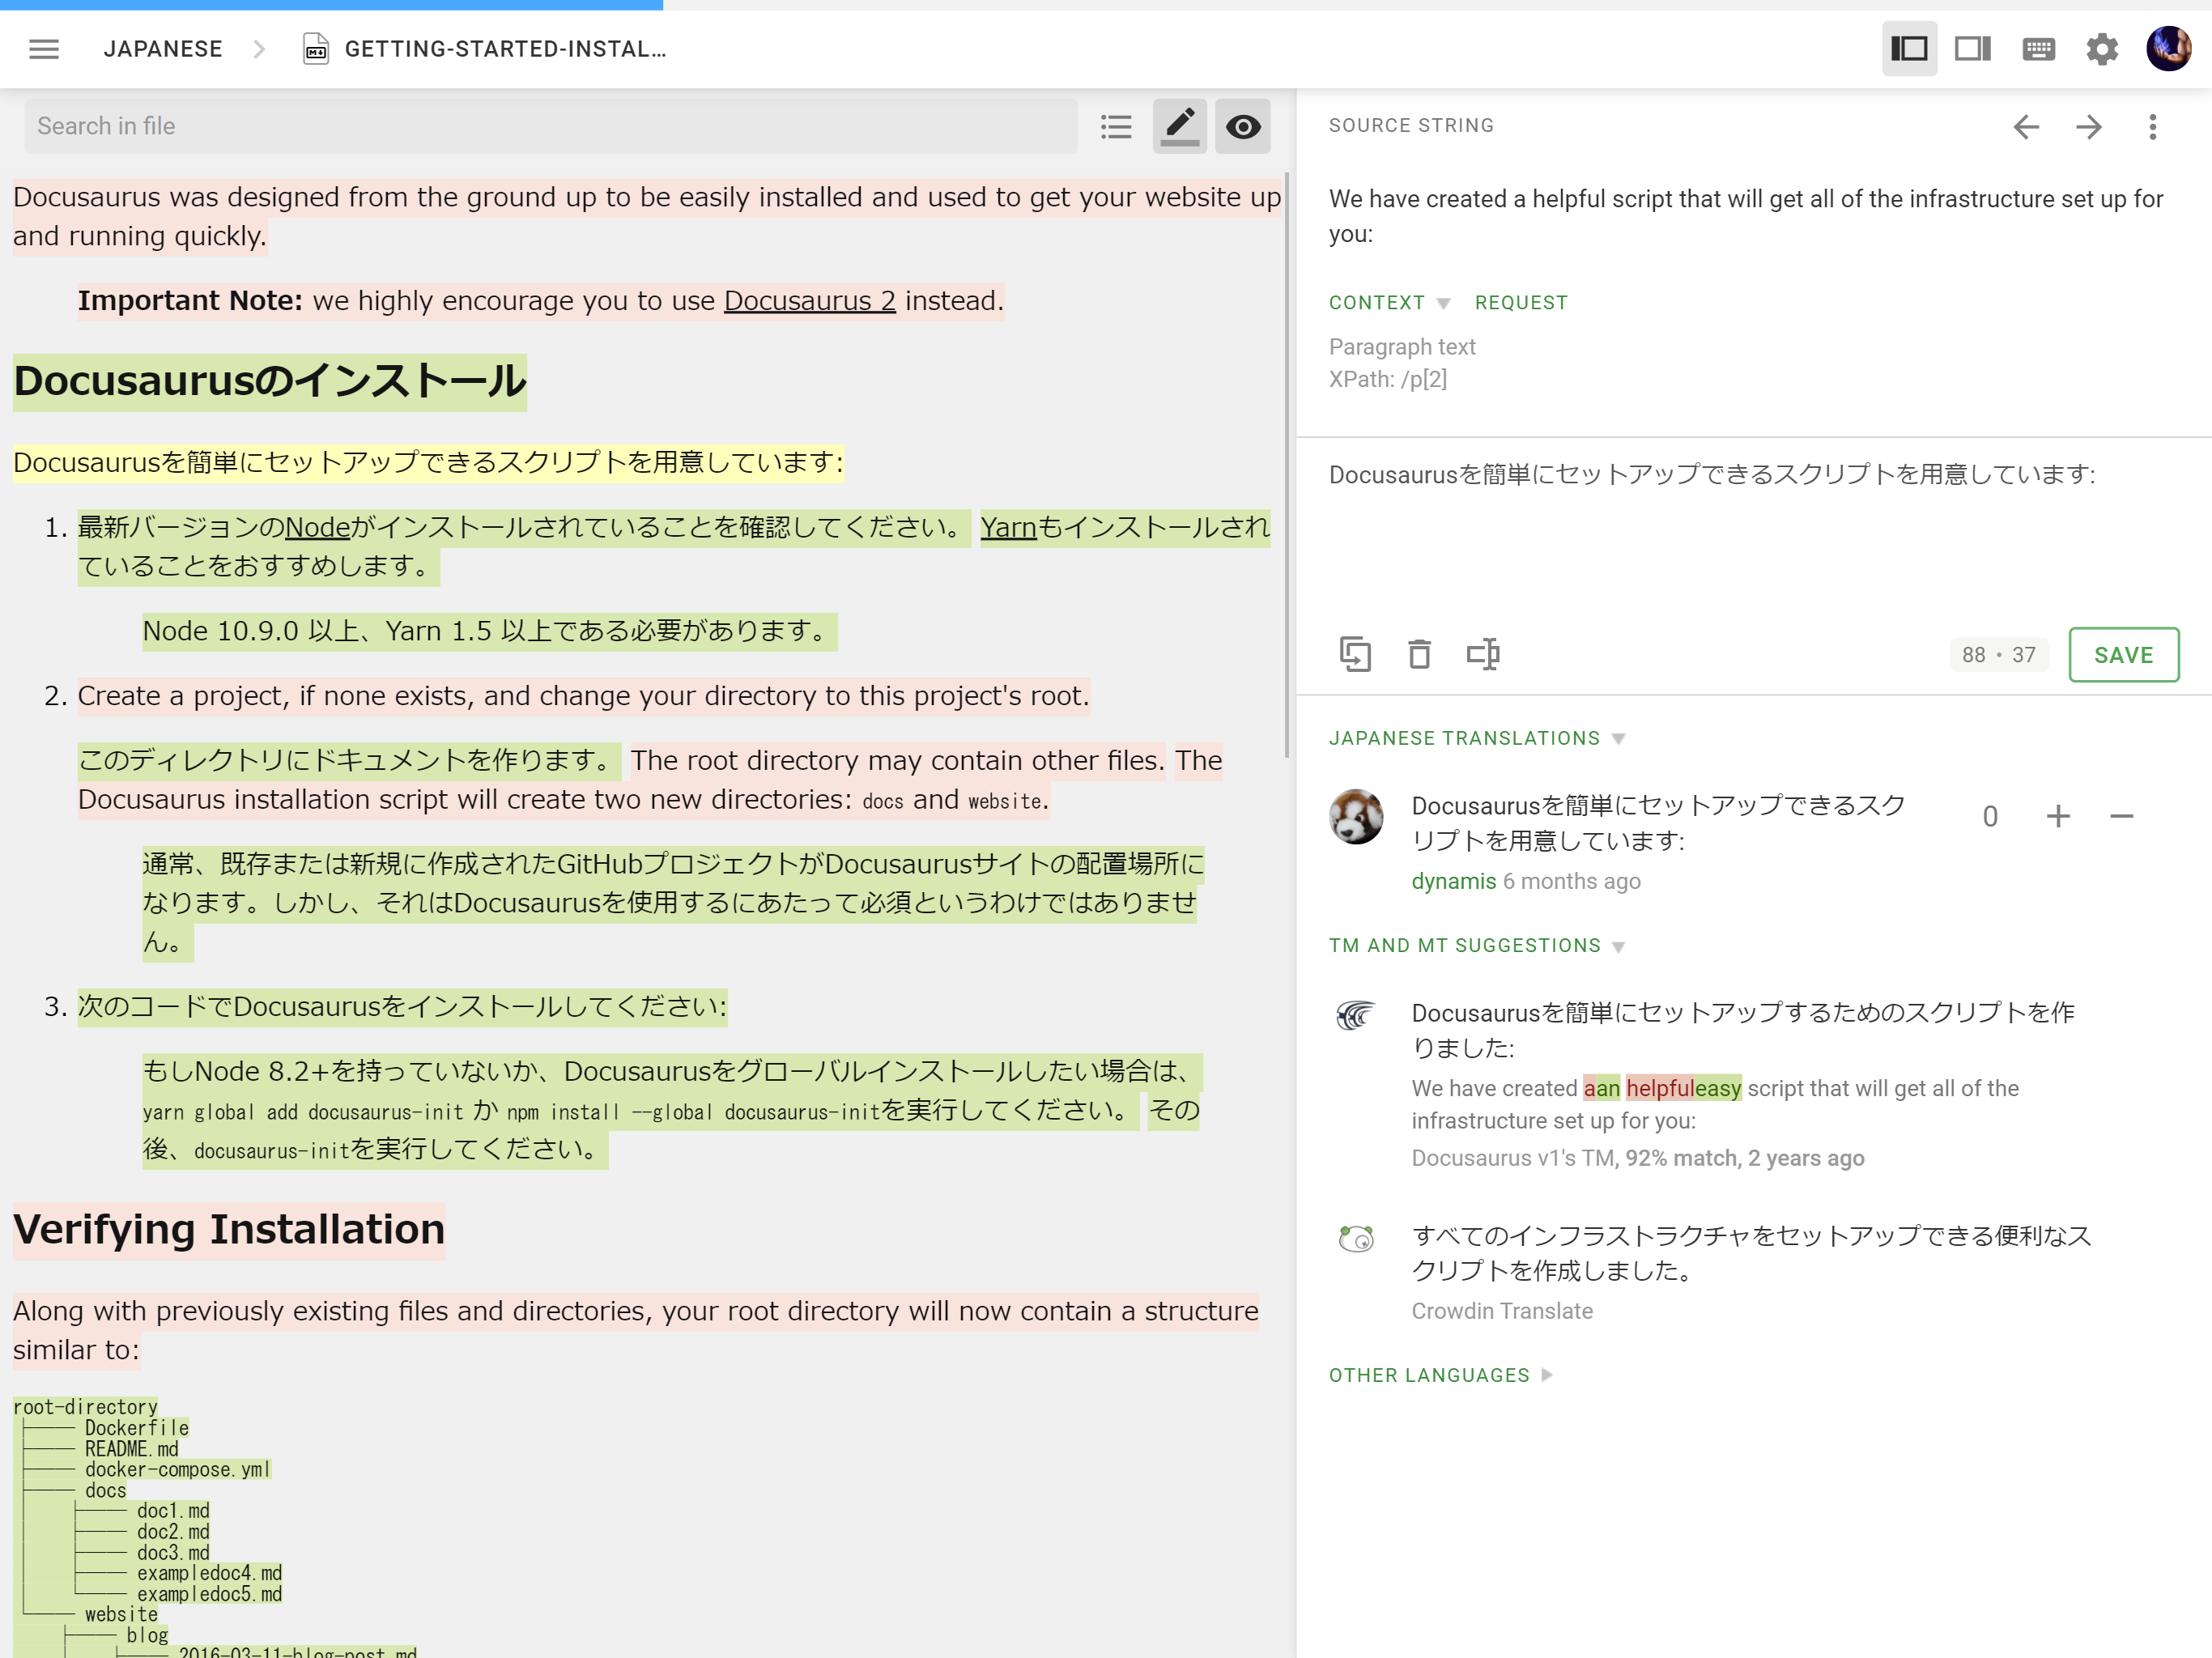 JAPANESE
GETTING-STARTED-INSTAL...
Search in file
Docusaurus was designed from the ground up to be easily installed and used to get your website up
and running quickly.
Important Note: we highly encourage you to use Docusaurus 2 instead.
Docusaurusのインストール
Docusaurusを簡単にセットアップできるスクリプトを用意しています:
1. 最新バージョンのNodeがインストールされていることを確認してください。 Yarnもインストールされ
ていることをおすすめします。
Node 10.9.0 以上、Yarn 1.5 以上である必要があります。
2. Create a project, if none exists, and change your directory to this project's root.
このディレクトリにドキュメントを作ります。 The root directory may contain other files. The
Docusaurus installation script will create two new directories: docs and website.
通常、既存または新規に作成されたGitHubプロジェクトがDocusaurusサイトの配置場所に
なります。しかし、それはDocusaurusを使用するにあたって必須というわけではありませ
ん。
3. 次のコードでDocusaurusをインストールしてください:
もしNode 8.2+を持っていないか、Docusaurusをグローバルインストールしたい場合は、
yarn global add docusaurus-init か npm install --global docusaurus-initを実行してください。 その
後、docusaurus-initを実行してください。
Verifying Installation
Along with previously existing files and directories, your root directory will now contain a structure
similar to:
root-directory
├── Dockerfile
├── README.md
├── docker-compose.yml
├── docs
│   ├── doc1.md
│   ├── doc2.md
│   ├── doc3.md
│   ├── exampledoc4.md
│   └── exampledoc5.md
└── website
    ├── blog
    │   ├── 2016-03-11-blog-post.md
SOURCE STRING
We have created a helpful script that will get all of the infrastructure set up for
you:
CONTEXT REQUEST
Paragraph text
XPath: /p[2]
Docusaurusを簡単にセットアップできるスクリプトを用意しています:
88 • 37
SAVE
JAPANESE TRANSLATIONS
Docusaurusを簡単にセットアップできるスク
リプトを用意しています:
0
dynamis 6 months ago
TM AND MT SUGGESTIONS
Docusaurusを簡単にセットアップするためのスクリプトを作
りました:
We have created aan helpfuleasy script that will get all of the
infrastructure set up for you:
Docusaurus v1's TM, 92% match, 2 years ago
すべてのインフラストラクチャをセットアップできる便利なス
クリプトを作成しました。
Crowdin Translate
OTHER LANGUAGES